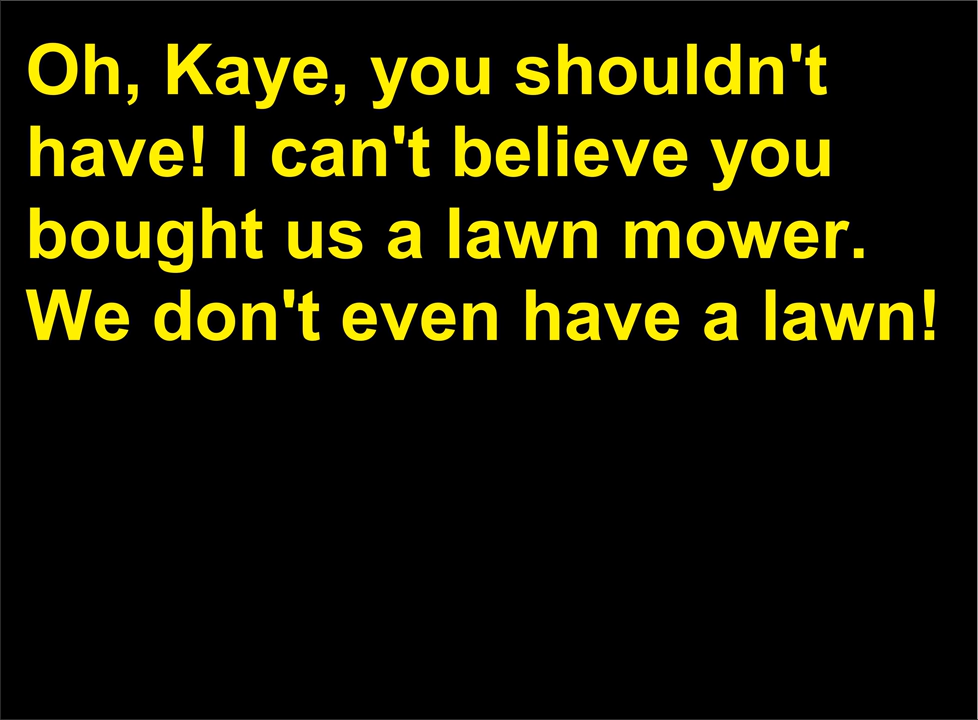 Oh, Kaye, you shouldn't
have! I can't believe you
bought us a lawn mower.
We don't even have a lawn!